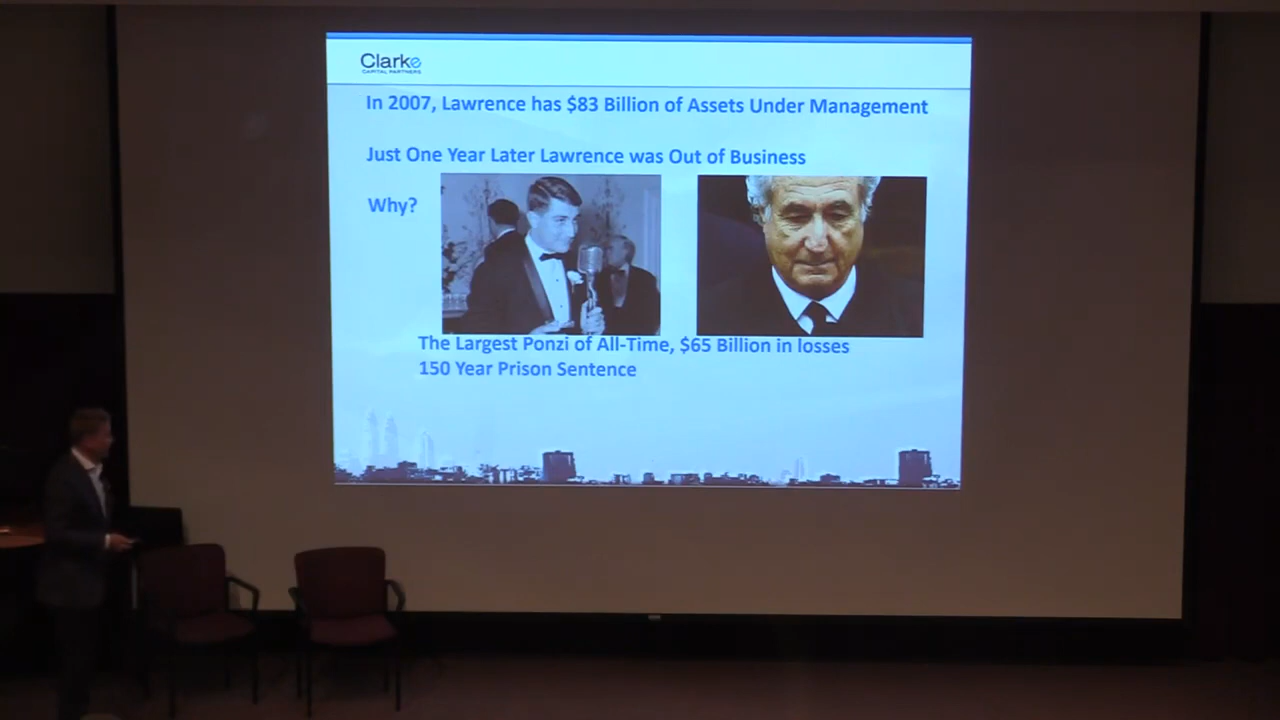 Clarke
CAPITAL PARTNERS
In 2007, Lawrence has $83 Billion of Assets Under Management
Just One Year Later Lawrence was Out of Business
Why?
The Largest Ponzi of All-Time, $65 Billion in losses
150 Year Prison Sentence